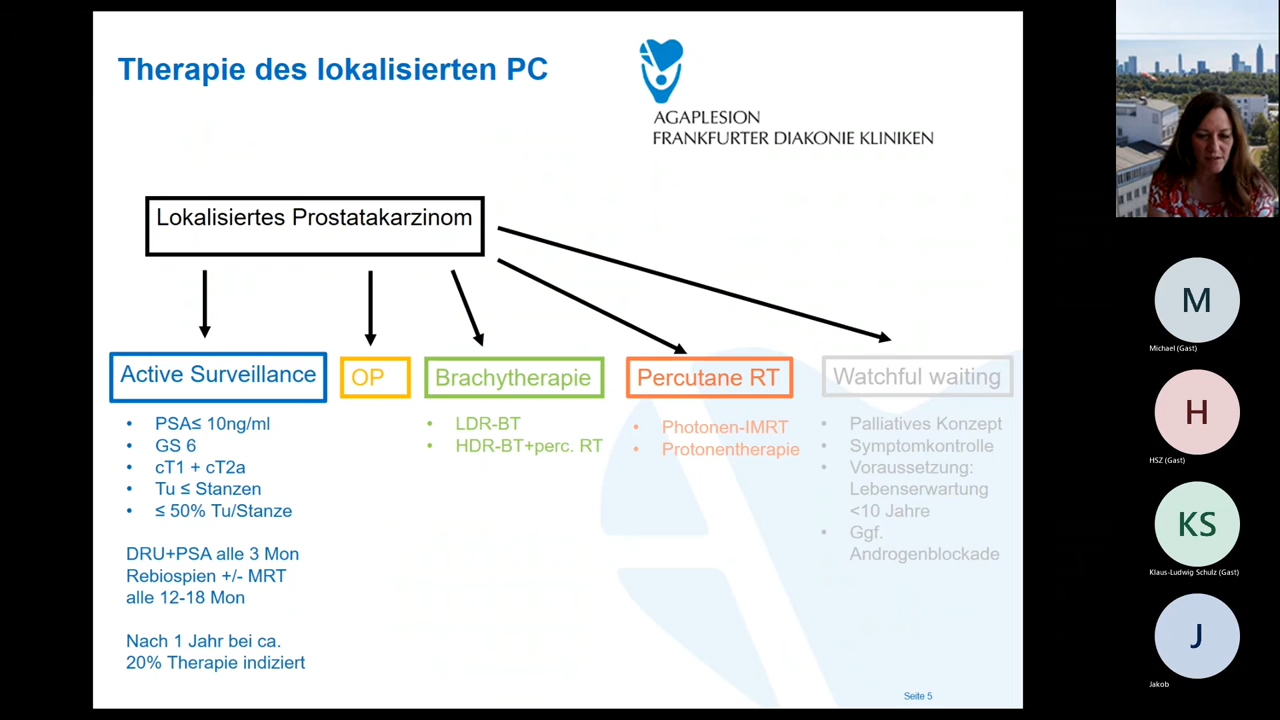 Therapie des lokalisierten PC
AGAPLESION
FRANKFURTER DIAKONIE KLINIKEN
Lokalisiertes Prostatakarzinom
Active Surveillance
• PSA≤ 10ng/ml
• GS 6
• cT1 + cT2a
• Tu ≤ Stanzen
• ≤ 50% Tu/Stanze
DRU+PSA alle 3 Mon
Rebiospien +/- MRT
alle 12-18 Mon
Nach 1 Jahr bei ca.
20% Therapie indiziert
OP
Brachytherapie
• LDR-BT
• HDR-BT+perc. RT
Percutane RT
• Photonen-IMRT
• Protonentherapie
Watchful waiting
• Palliatives Konzept
• Symptomkontrolle
• Voraussetzung:
Lebenserwartung
<10 Jahre
• Ggf.
Androgenblockade
Seite 5
M
Michael (Gast)
H
HSZ (Gast)
KS
Klaus-Ludwig Schulz (Gast)
J
Jakob